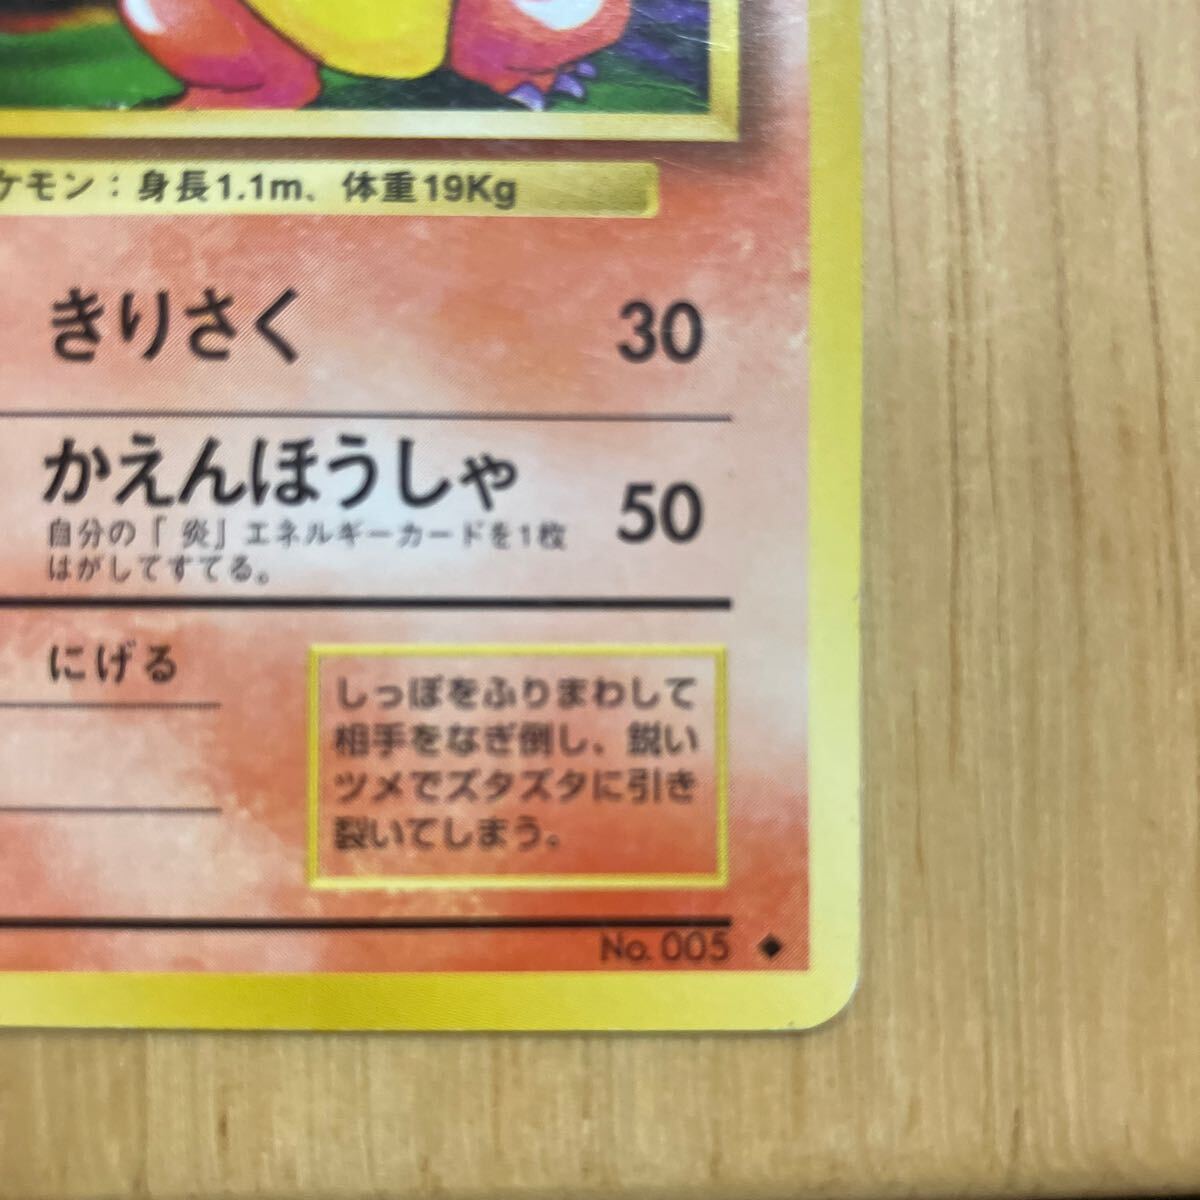 ケモン：身長1.1m、体重19Kg
きりさく 30
かえんほうしゃ 50
自分の「炎」エネルギーカードを1枚
はがしてすてる。
にげる
しっぽをふりまわして
相手をなぎ倒し、鋭い
ツメでズタズタに引き
裂いてしまう。
No. 005 ◆